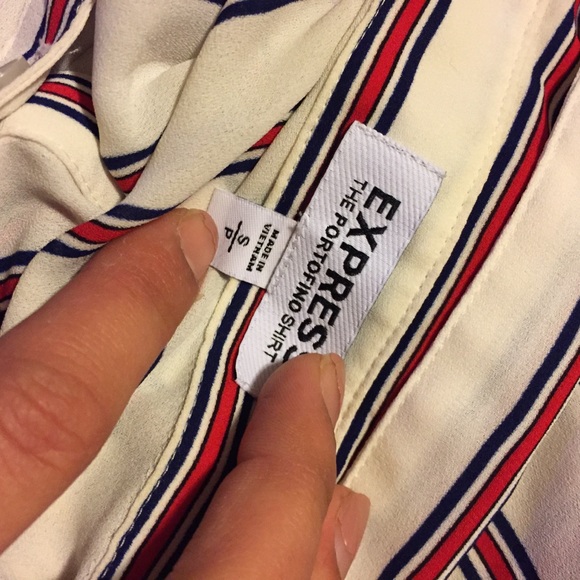 EXPRESS
THE PORTOFINO SHIRT
S/P
MADE IN
VIETNAM